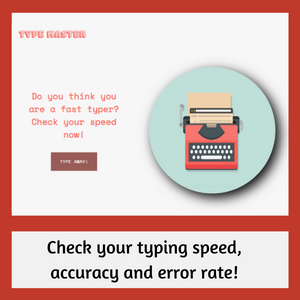 TYPE MASTER
Do you think you
are a fast typer?
Check your speed
now!
TYPE AWAY!
Check your typing speed,
accuracy and error rate!